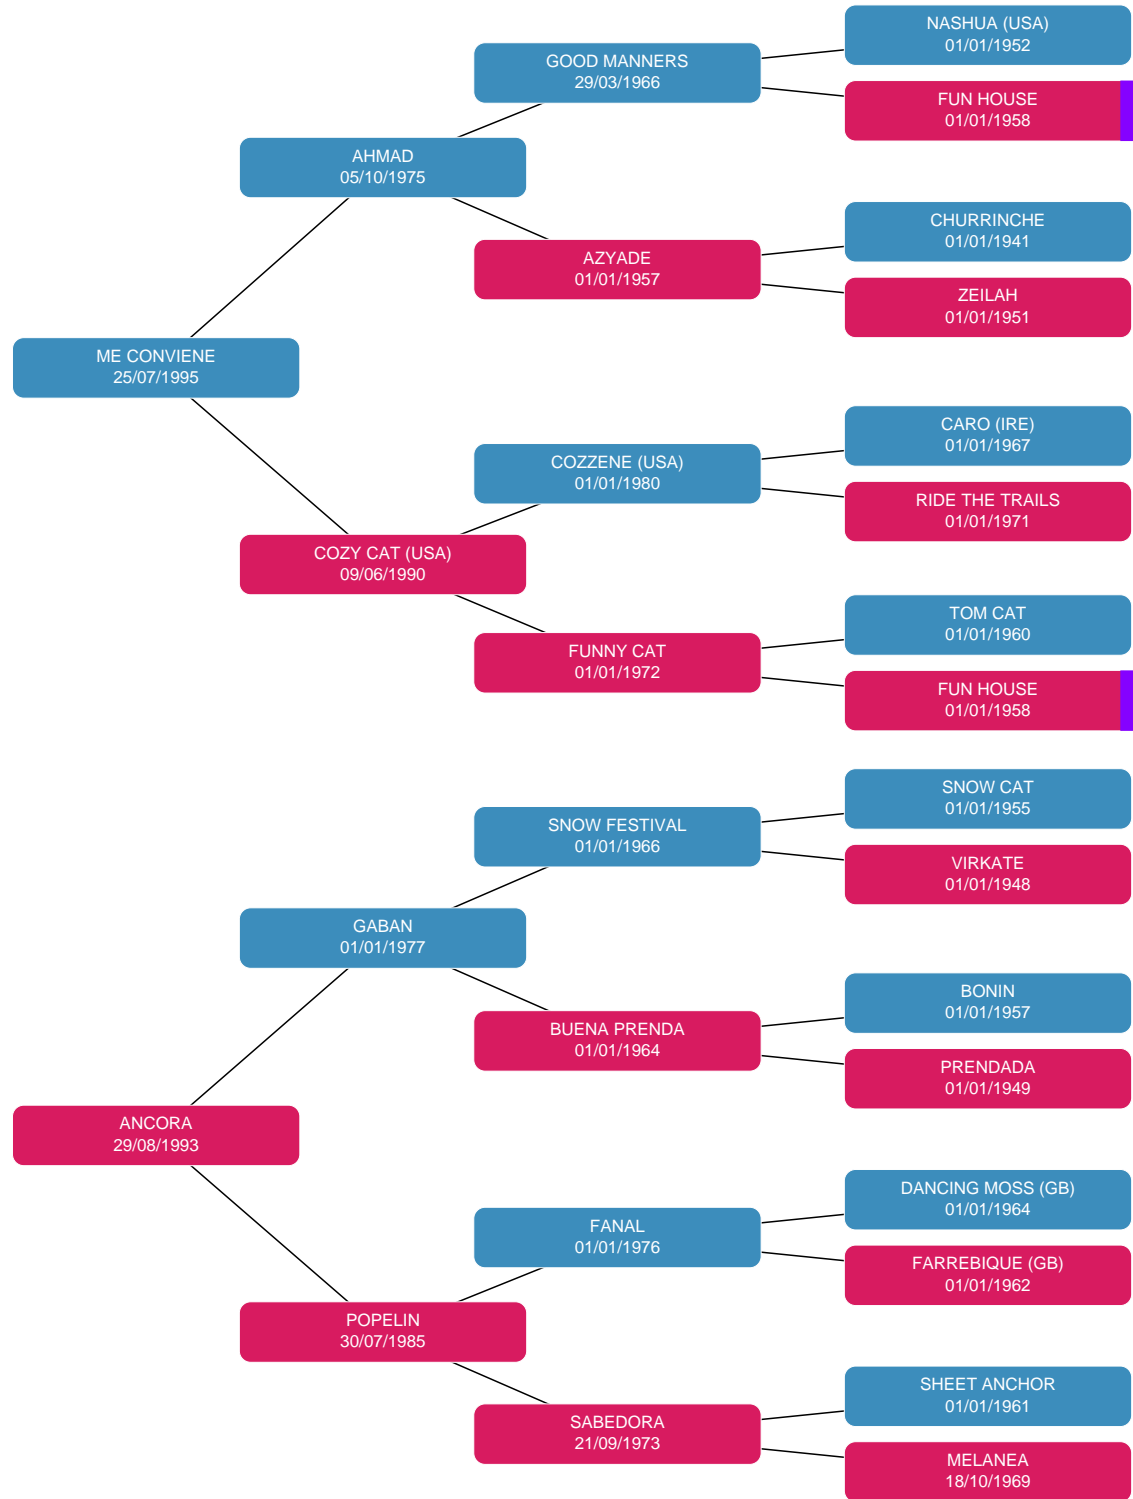 NASHUA (USA)
01/01/1952
GOOD MANNERS
29/03/1966
FUN HOUSE
01/01/1958
AHMAD
05/10/1975
CHURRINCHE
01/01/1941
AZYADE
01/01/1957
ZEILAH
01/01/1951
ME CONVIENE
25/07/1995
CARO (IRE)
01/01/1967
COZZENE (USA)
01/01/1980
RIDE THE TRAILS
01/01/1971
COZY CAT (USA)
09/06/1990
TOM CAT
01/01/1960
FUNNY CAT
01/01/1972
FUN HOUSE
01/01/1958
SNOW CAT
01/01/1955
SNOW FESTIVAL
01/01/1966
VIRKATE
01/01/1948
GABAN
01/01/1977
BONIN
01/01/1957
BUENA PRENDA
01/01/1964
PRENDADA
01/01/1949
ANCORA
29/08/1993
DANCING MOSS (GB)
01/01/1964
FANAL
01/01/1976
FARREBIQUE (GB)
01/01/1962
POPELIN
30/07/1985
SHEET ANCHOR
01/01/1961
SABEDORA
21/09/1973
MELANEA
18/10/1969